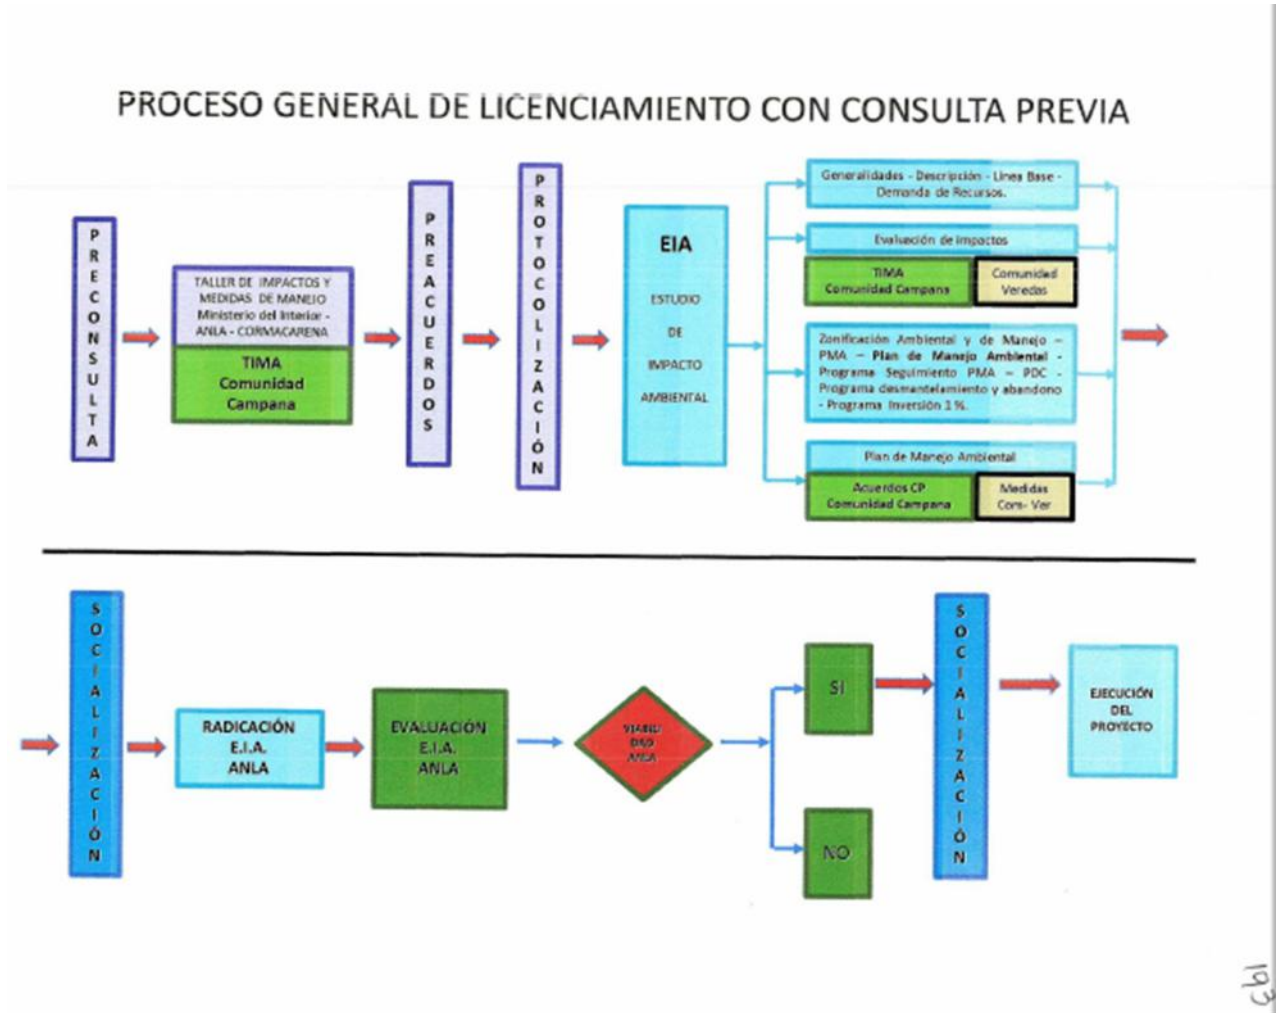 PROCESO GENERAL DE LICENCIAMIENTO CON CONSULTA PREVIA
PRECONSULTA
TALLER DE IMPACTOS Y
MEDIDAS DE MANEJO
Ministerio del Interior -
ANLA - CORMACARENA
TIMA
Comunidad
Campana
PREACUERDOS
PROTOCOLIZACIÓN
EIA
ESTUDIO
DE
IMPACTO
AMBIENTAL
Generalidades - Descripción - Línea Base -
Demanda de Recursos.
Evaluación de Impactos
TIMA
Comunidad Campana
Comunidad
Veredas
Zonificación Ambiental y de Manejo –
PMA – Plan de Manejo Ambiental -
Programa Seguimiento PMA – PDC -
Programa desmantelamiento y abandono
- Programa Inversión 1 %.
Plan de Manejo Ambiental
Acuerdos CP
Comunidad Campana
Medidas
Com- Ver
SOCIALIZACIÓN
RADICACIÓN
E.I.A.
ANLA
EVALUACIÓN
E.I.A.
ANLA
VIABILI
DAD
ANLA
SI
NO
SOCIALIZACIÓN
EJECUCIÓN
DEL
PROYECTO
193